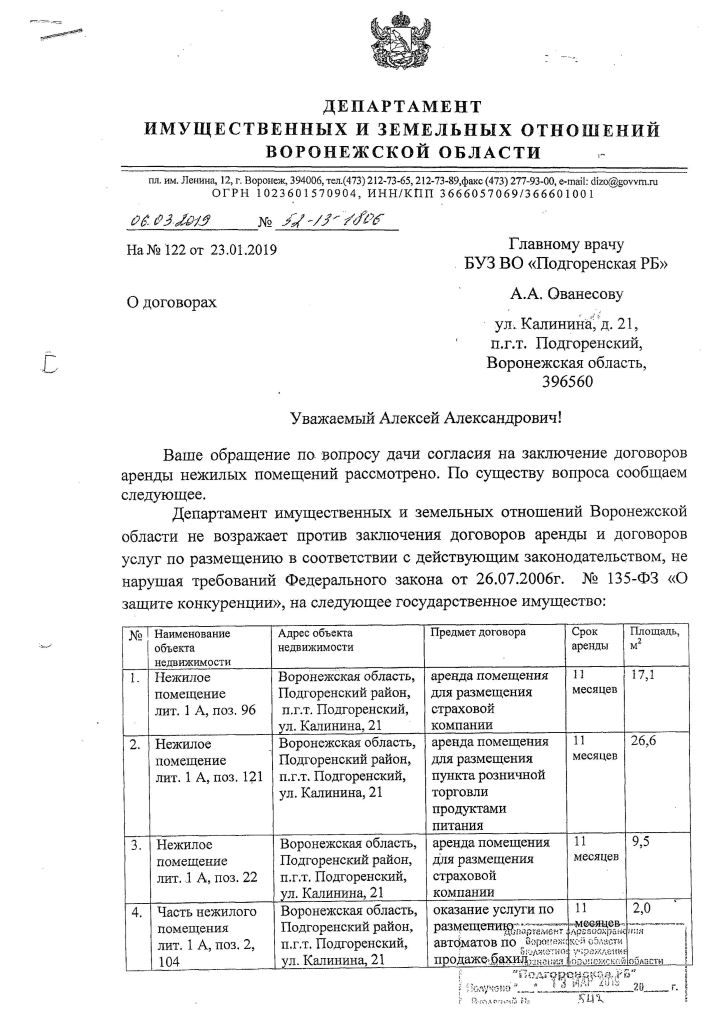 ДЕПАРТАМЕНТ
ИМУЩЕСТВЕННЫХ И ЗЕМЕЛЬНЫХ ОТНОШЕНИЙ
ВОРОНЕЖСКОЙ ОБЛАСТИ
пл. им. Ленина, 12, г. Воронеж, 394006, тел.(473) 212-73-65, 212-73-89,факс (473) 277-93-00, e-mail: dizo@govvrn.ru
ОГРН 1023601570904, ИНН/КПП 3666057069/366601001
06.03.2019 № 52-13-1806
На № 122 от 23.01.2019
Главному врачу
БУЗ ВО «Подгоренская РБ»
А.А. Ованесову
О договорах
ул. Калинина, д. 21,
п.г.т. Подгоренский,
Воронежская область,
396560
Уважаемый Алексей Александрович!
Ваше обращение по вопросу дачи согласия на заключение договоров
аренды нежилых помещений рассмотрено. По существу вопроса сообщаем
следующее.
Департамент имущественных и земельных отношений Воронежской
области не возражает против заключения договоров аренды и договоров
услуг по размещению в соответствии с действующим законодательством, не
нарушая требований Федерального закона от 26.07.2006г. № 135-ФЗ «О
защите конкуренции», на следующее государственное имущество:
№ Наименование объекта недвижимости Адрес объекта недвижимости Предмет договора Срок аренды Площадь, м2
1. Нежилое помещение лит. 1 А, поз. 96 Воронежская область, Подгоренский район, п.г.т. Подгоренский, ул. Калинина, 21 аренда помещения для размещения страховой компании 11 месяцев 17,1
2. Нежилое помещение лит. 1 А, поз. 121 Воронежская область, Подгоренский район, п.г.т. Подгоренский, ул. Калинина, 21 аренда помещения для размещения пункта розничной торговли продуктами питания 11 месяцев 26,6
3. Нежилое помещение лит. 1 А, поз. 22 Воронежская область, Подгоренский район, п.г.т. Подгоренский, ул. Калинина, 21 аренда помещения для размещения страховой компании 11 месяцев 9,5
4. Часть нежилого помещения лит. 1 А, поз. 2, 104 Воронежская область, Подгоренский район, п.г.т. Подгоренский, ул. Калинина, 21 оказание услуги по размещению автоматов по продаже бахил 11 месяцев 2,0
Департамент здравоохранения
Воронежской области
бюджетное учреждение
здравоохранения Воронежской области
"Подгоренская РБ"
Получено " " 13 МАР 2019 20 г.
Входящий № 542